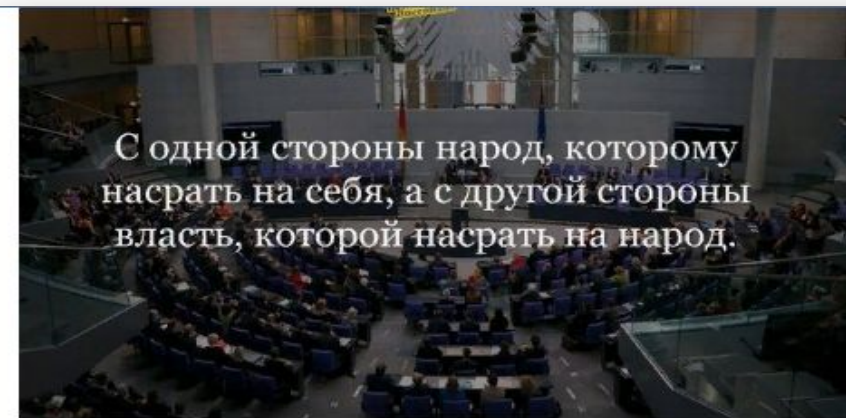 С одной стороны народ, которому
насрать на себя, а с другой стороны
власть, которой насрать на народ.